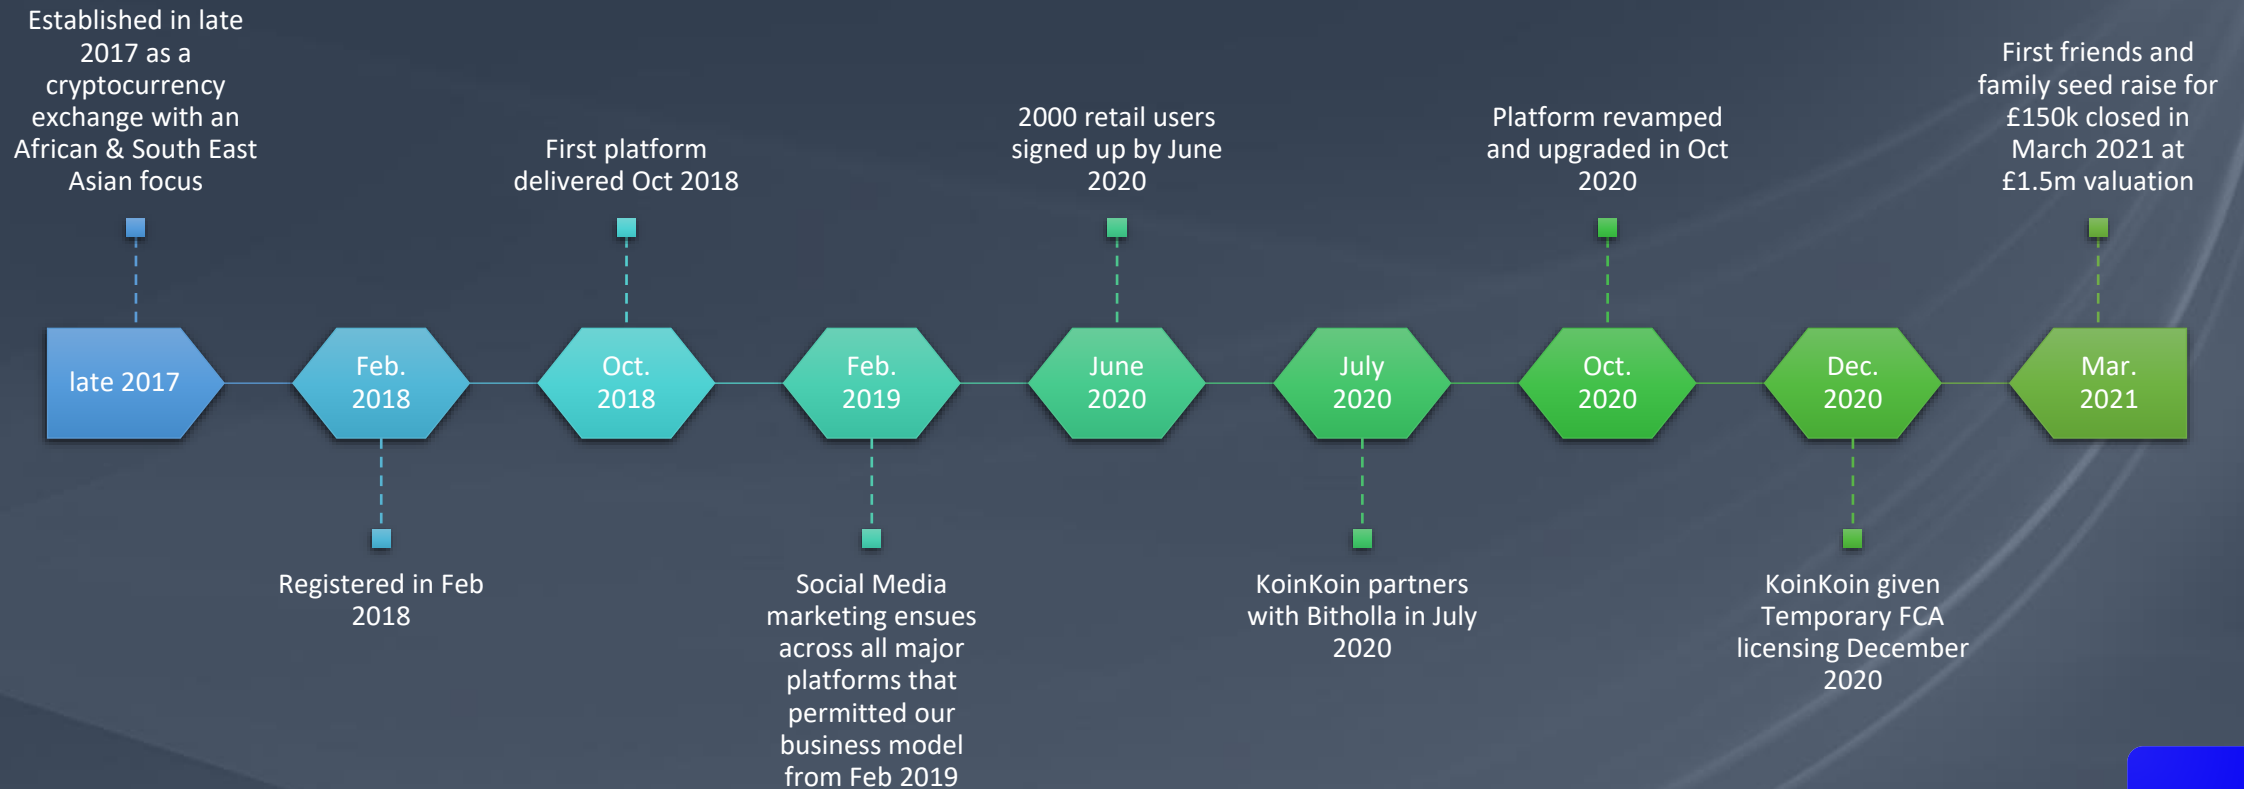 Established in late
2017 as a
cryptocurrency
exchange with an
African & South East
Asian focus
First platform
delivered Oct 2018
2000 retail users
signed up by June
2020
Platform revamped
and upgraded in Oct
2020
First friends and
family seed raise for
£150k closed in
March 2021 at
£1.5m valuation
late 2017
Feb.
2018
Oct.
2018
Feb.
2019
June
2020
July
2020
Oct.
2020
Dec.
2020
Mar.
2021
Registered in Feb
2018
Social Media
marketing ensues
across all major
platforms that
permitted our
business model
from Feb 2019
KoinKoin partners
with Bitholla in July
2020
KoinKoin given
Temporary FCA
licensing December
2020